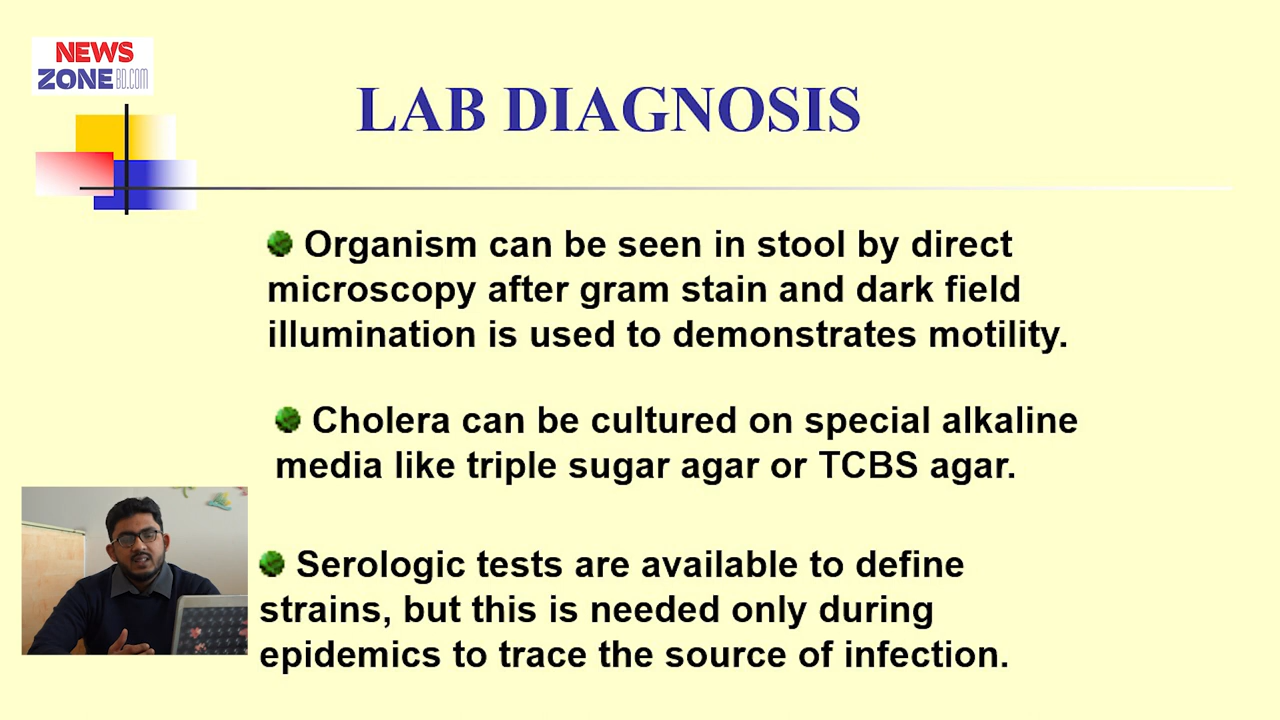 NEWS
ZONE BD.COM
LAB DIAGNOSIS
Organism can be seen in stool by direct
microscopy after gram stain and dark field
illumination is used to demonstrates motility.
Cholera can be cultured on special alkaline
media like triple sugar agar or TCBS agar.
Serologic tests are available to define
strains, but this is needed only during
epidemics to trace the source of infection.